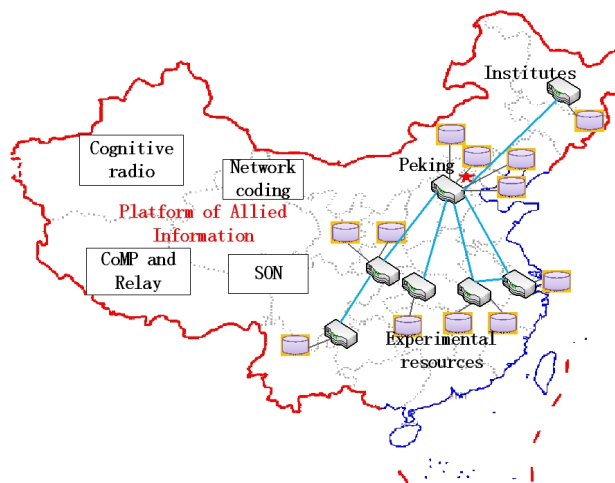 Institutes
Cognitive
radio
Network
coding
Peking
Platform of Allied
Information
CoMP and
Relay
SON
Experimental
resources